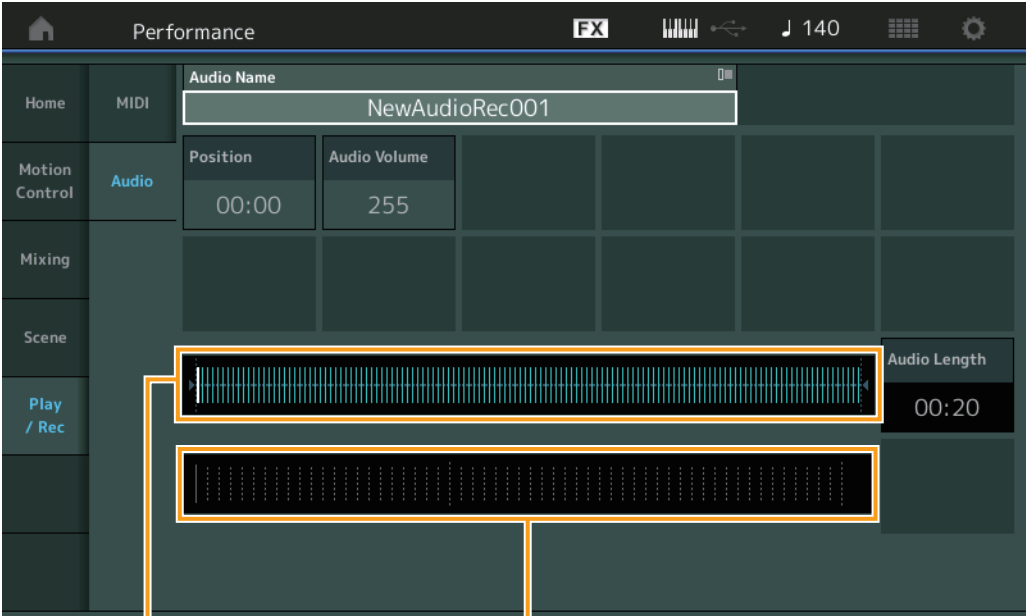 Performance
FX
♩ 140
Home
MIDI
Audio Name
NewAudioRec001
Motion
Control
Audio
Position
00:00
Audio Volume
255
Mixing
Scene
Play
/ Rec
Audio Length
00:20